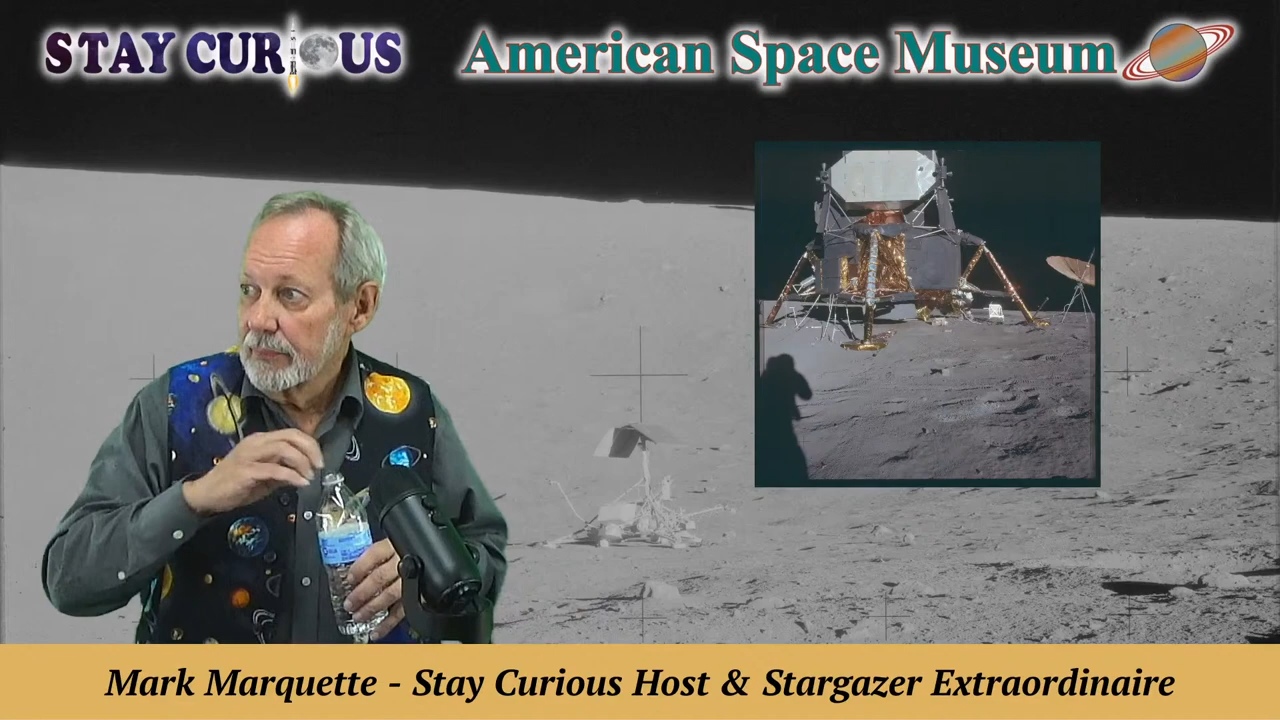 STAY CURIOUS
American Space Museum
Mark Marquette - Stay Curious Host & Stargazer Extraordinaire